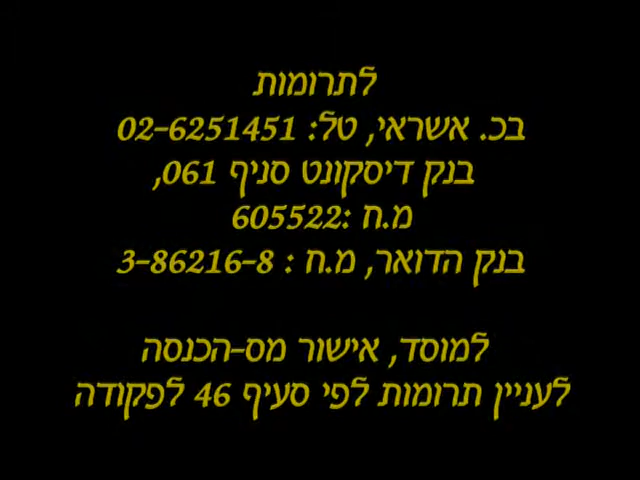 לתרומות
בכ. אשראי, טל: 02-6251451
בנק דיסקונט סניף 061,
מ.ח :605522
בנק הדואר, מ.ח : 3-86216-8
למוסד, אישור מס-הכנסה
לעניין תרומות לפי סעיף 46 לפקודה